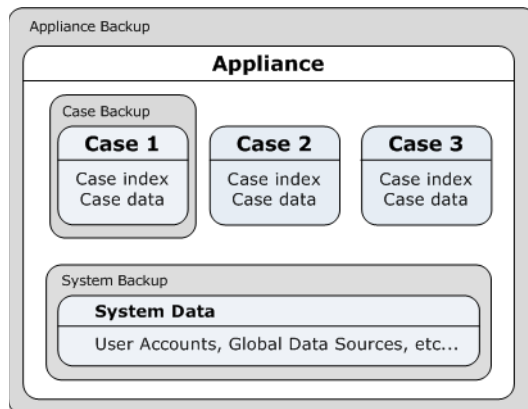 Appliance Backup
Appliance
Case Backup
Case 1
Case index
Case data
Case 2
Case index
Case data
Case 3
Case index
Case data
System Backup
System Data
User Accounts, Global Data Sources, etc...